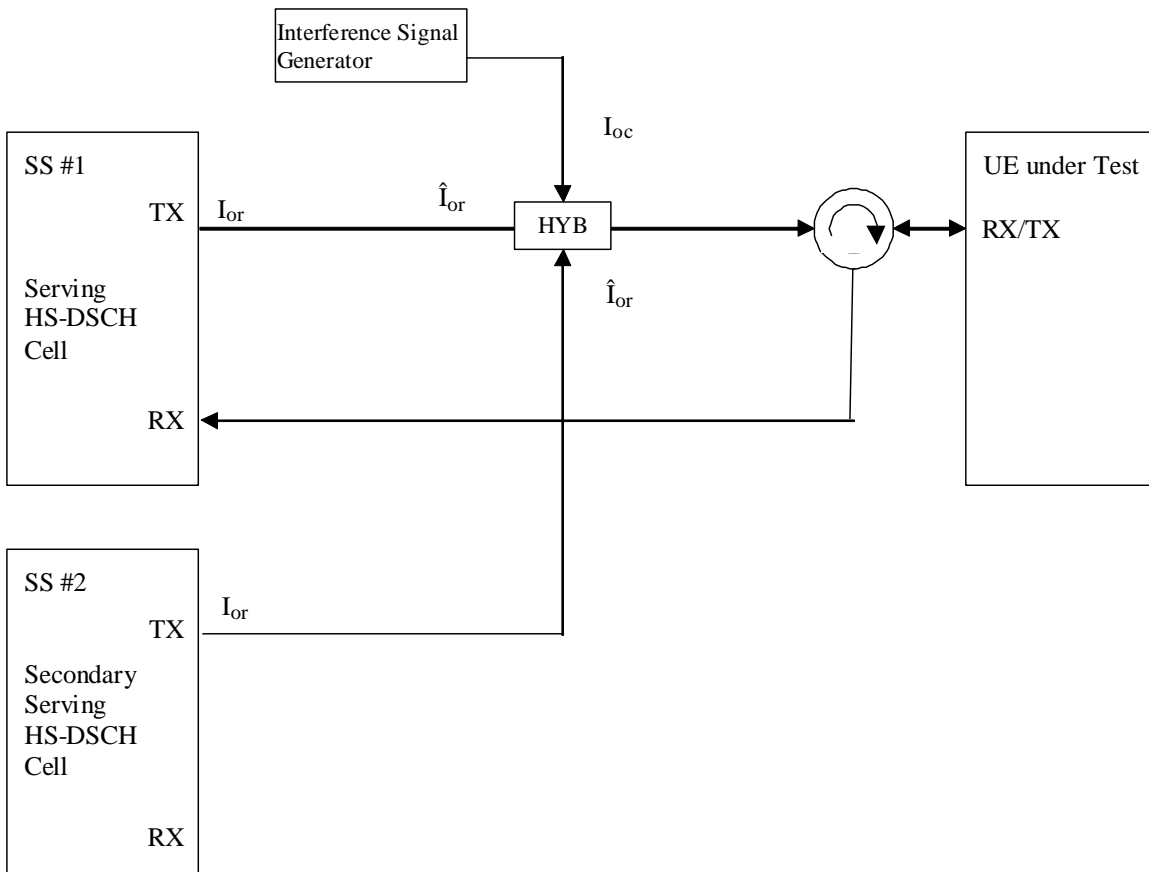 Interference Signal
Generator
I_oc
SS #1
TX
I_or
Î_or
HYB
UE under Test
RX/TX
Î_or
Serving
HS-DSCH
Cell
RX
SS #2
I_or
TX
Secondary
Serving
HS-DSCH
Cell
RX